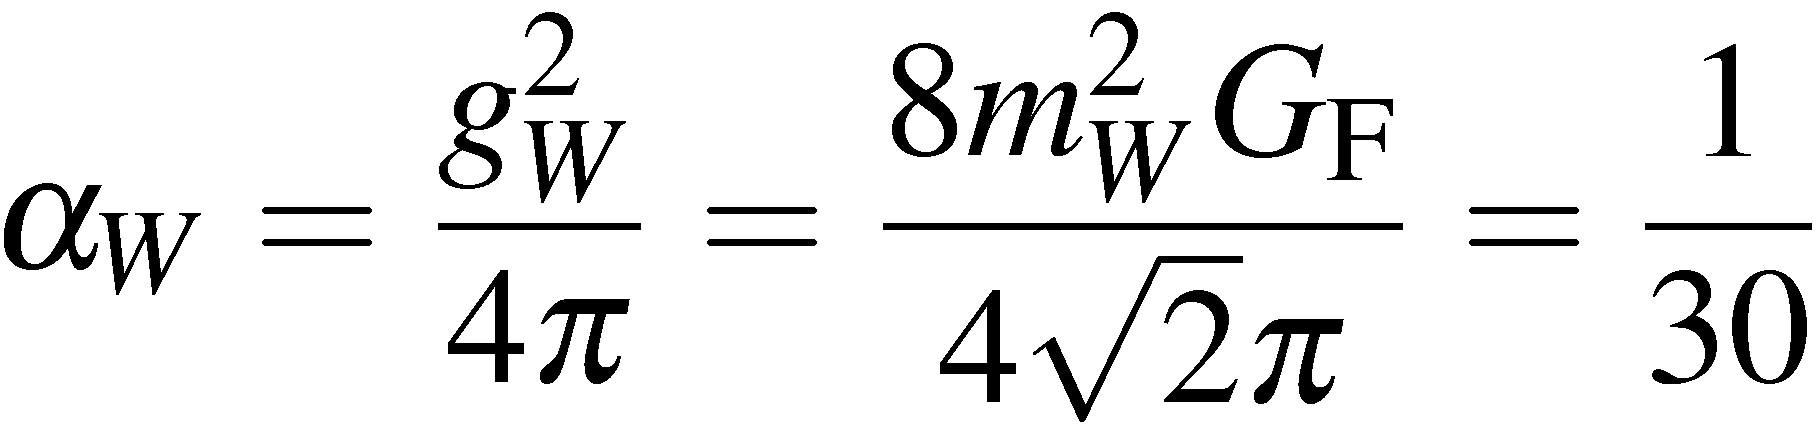 α_W = g_W^2 / 4π = 8m_W^2 G_F / 4√2π = 1 / 30